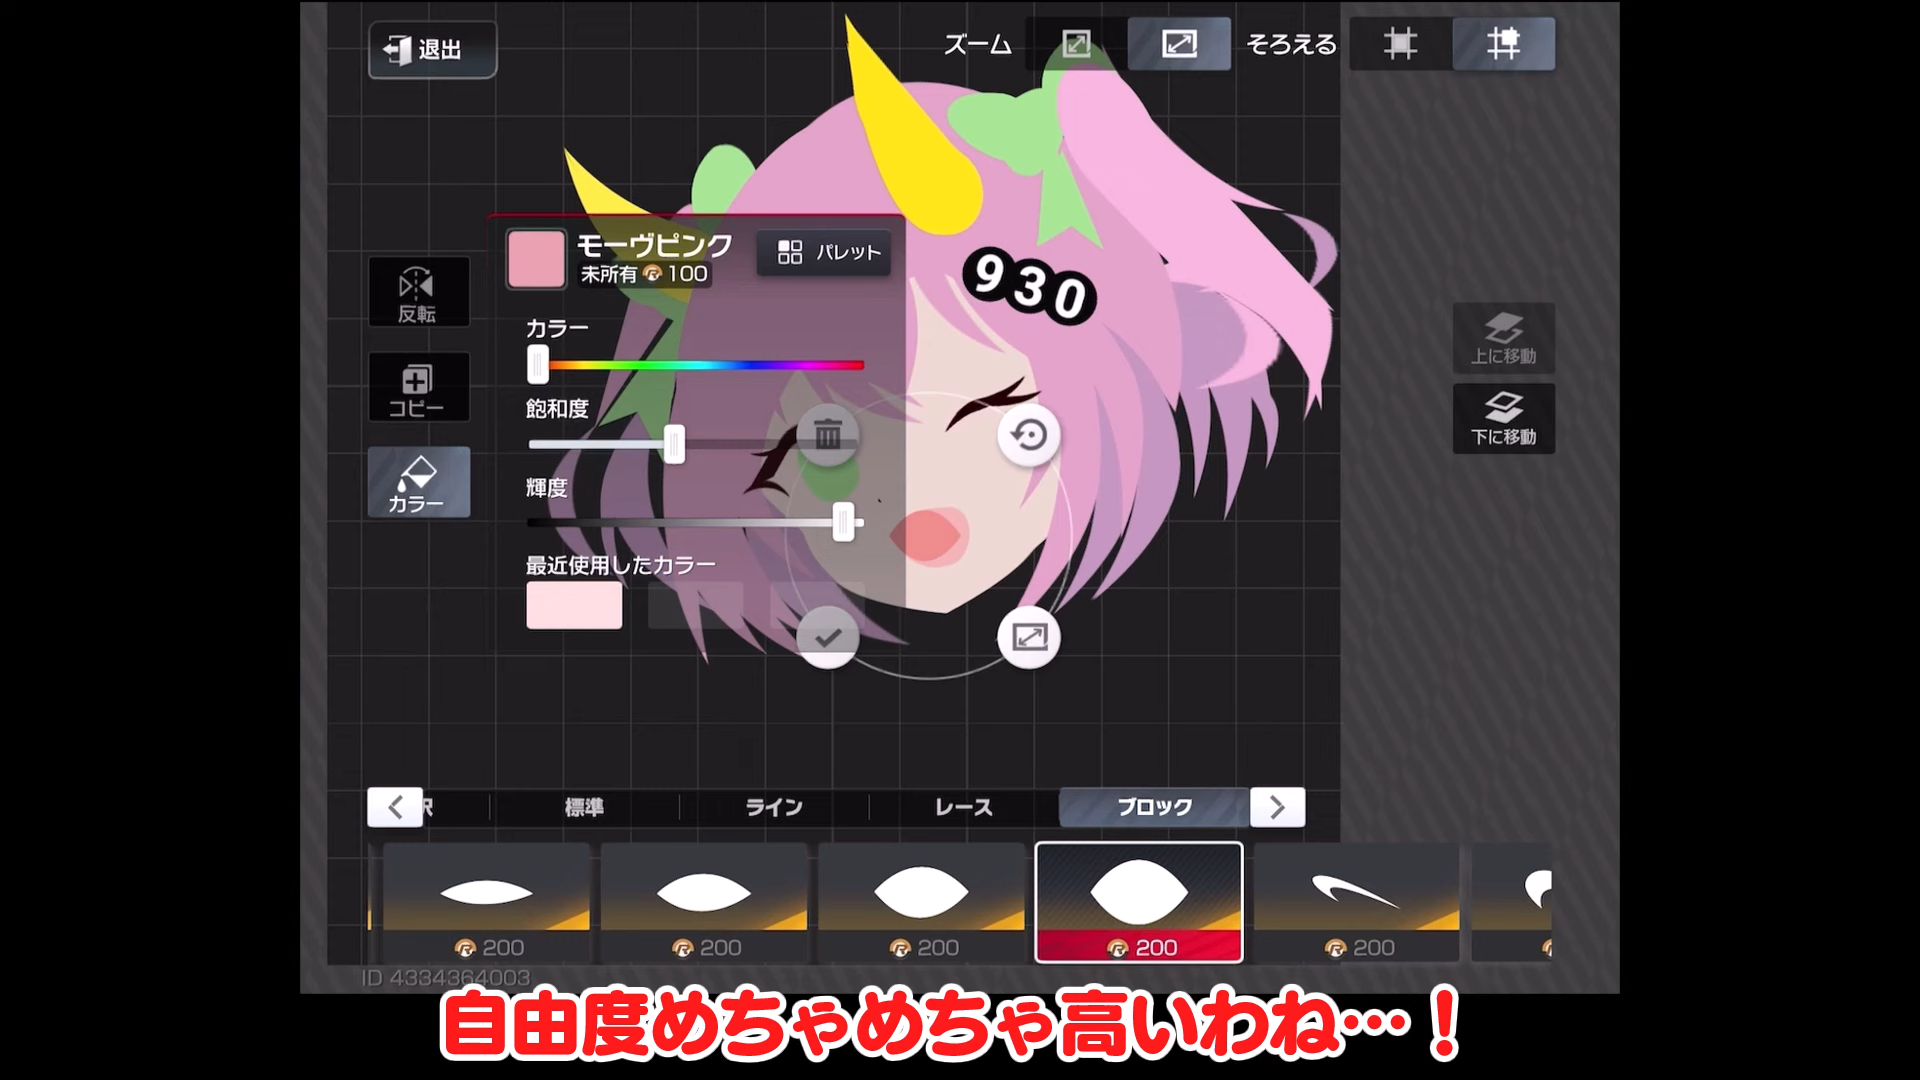 退出
ズーム
そろえる
930
モーヴピンク
パレット
未所有 100
カラー
飽和度
輝度
最近使用したカラー
反転
コピー
カラー
上に移動
下に移動
標準
ライン
レース
ブロック
200
200
200
200
200
ID 4334364003
自由度めちゃめちゃ高いわね…！